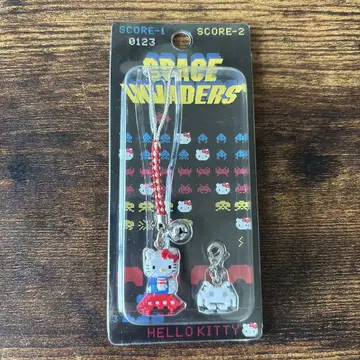 SCORE-1 SCORE-2
0123
SPACE
INVADERS
HELLO KITTY